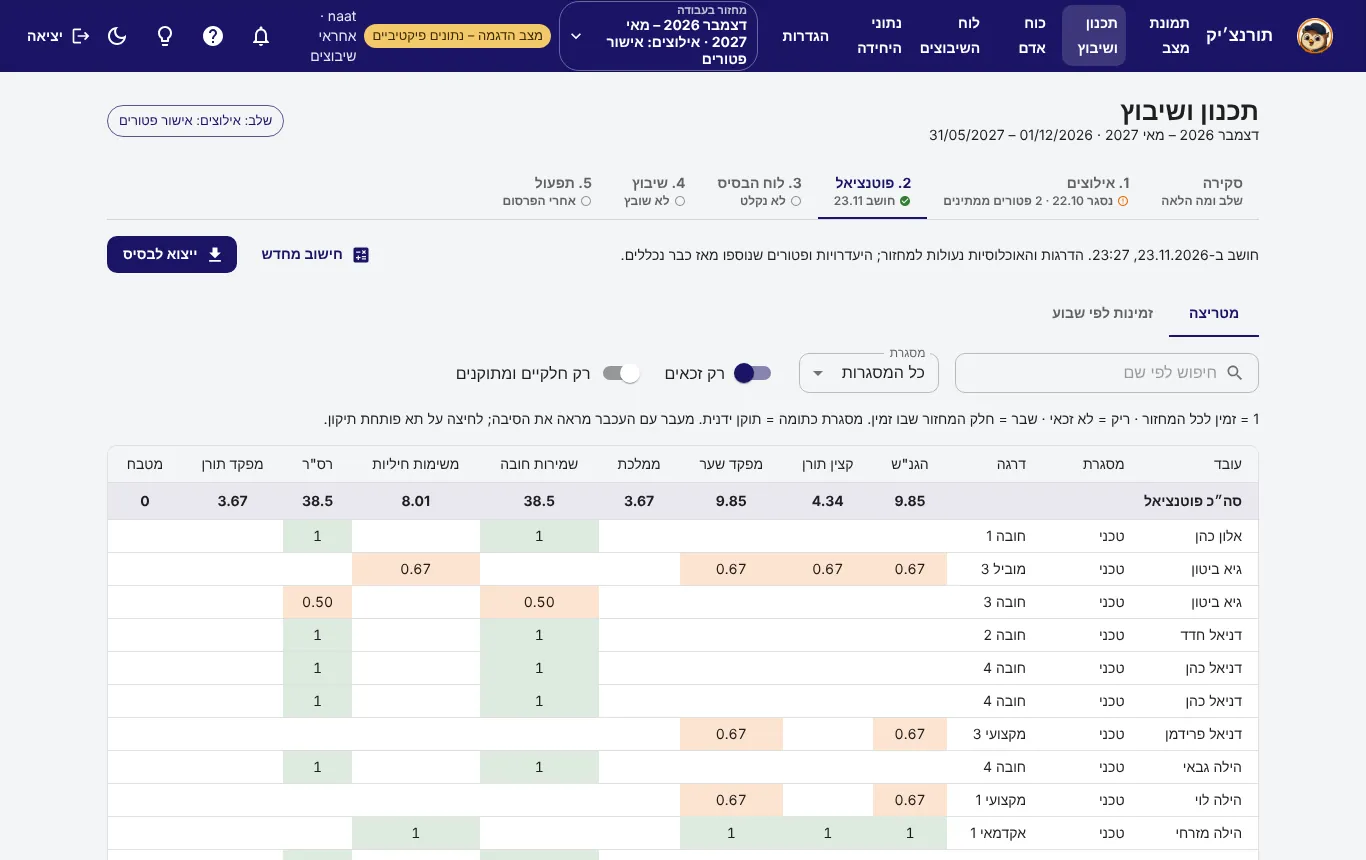 תורנצ׳יק
תמונת
מצב
תכנון
ושיבוץ
כוח
אדם
לוח
השיבוצים
נתוני
היחידה
הגדרות
מחזור בעבודה
דצמבר 2026 – מאי
2027 · אילוצים: אישור
פטורים
מצב הדגמה – נתונים פיקטיביים
naat ·
אחראי
שיבוצים
יציאה
תכנון ושיבוץ
דצמבר 2026 – מאי 2027 · 01/12/2026 – 31/05/2027
שלב: אילוצים: אישור פטורים
סקירה
שלב ומה הלאה
1. אילוצים
נסגר 22.10 · 2 פטורים ממתינים
2. פוטנציאל
חושב 23.11
3. לוח הבסיס
לא נקלט
4. שיבוץ
לא שובץ
5. תפעול
אחרי הפרסום
חושב ב-23.11.2026, 23:27. הדרגות והאוכלוסיות נעולות למחזור; היעדרויות ופטורים שנוספו מאז כבר נכללים.
חישוב מחדש
ייצוא לבסיס
מטריצה
זמינות לפי שבוע
חיפוש לפי שם
מסגרת
כל המסגרות
רק זכאים
רק חלקיים ומתוקנים
1 = זמין לכל המחזור · ריק = לא זכאי · שבר = חלק המחזור שבו זמין. מסגרת כתומה = תוקן ידנית. מעבר עם העכבר מראה את הסיבה; לחיצה על תא פותחת תיקון.
עובד מסגרת דרגה הגנ"ש קצין תורן מפקד שער ממלכת שמירות חובה משימות חיליות רס"ר מפקד תורן מטבח
סה״כ פוטנציאל 9.85 4.34 9.85 3.67 38.5 8.01 38.5 3.67 0
אלון כהן טכני חובה 1 1 1
גיא ביטון טכני מוביל 3 0.67 0.67 0.67 0.67
גיא ביטון טכני חובה 3 0.50 0.50
דניאל חדד טכני חובה 2 1 1
דניאל כהן טכני חובה 4 1 1
דניאל כהן טכני חובה 4 1 1
דניאל פרידמן טכני מקצועי 3 0.67 0.67
הילה גבאי טכני חובה 4 1 1
הילה לוי טכני מקצועי 1 0.67 0.67
הילה מזרחי טכני אקדמאי 1 1 1 1 1